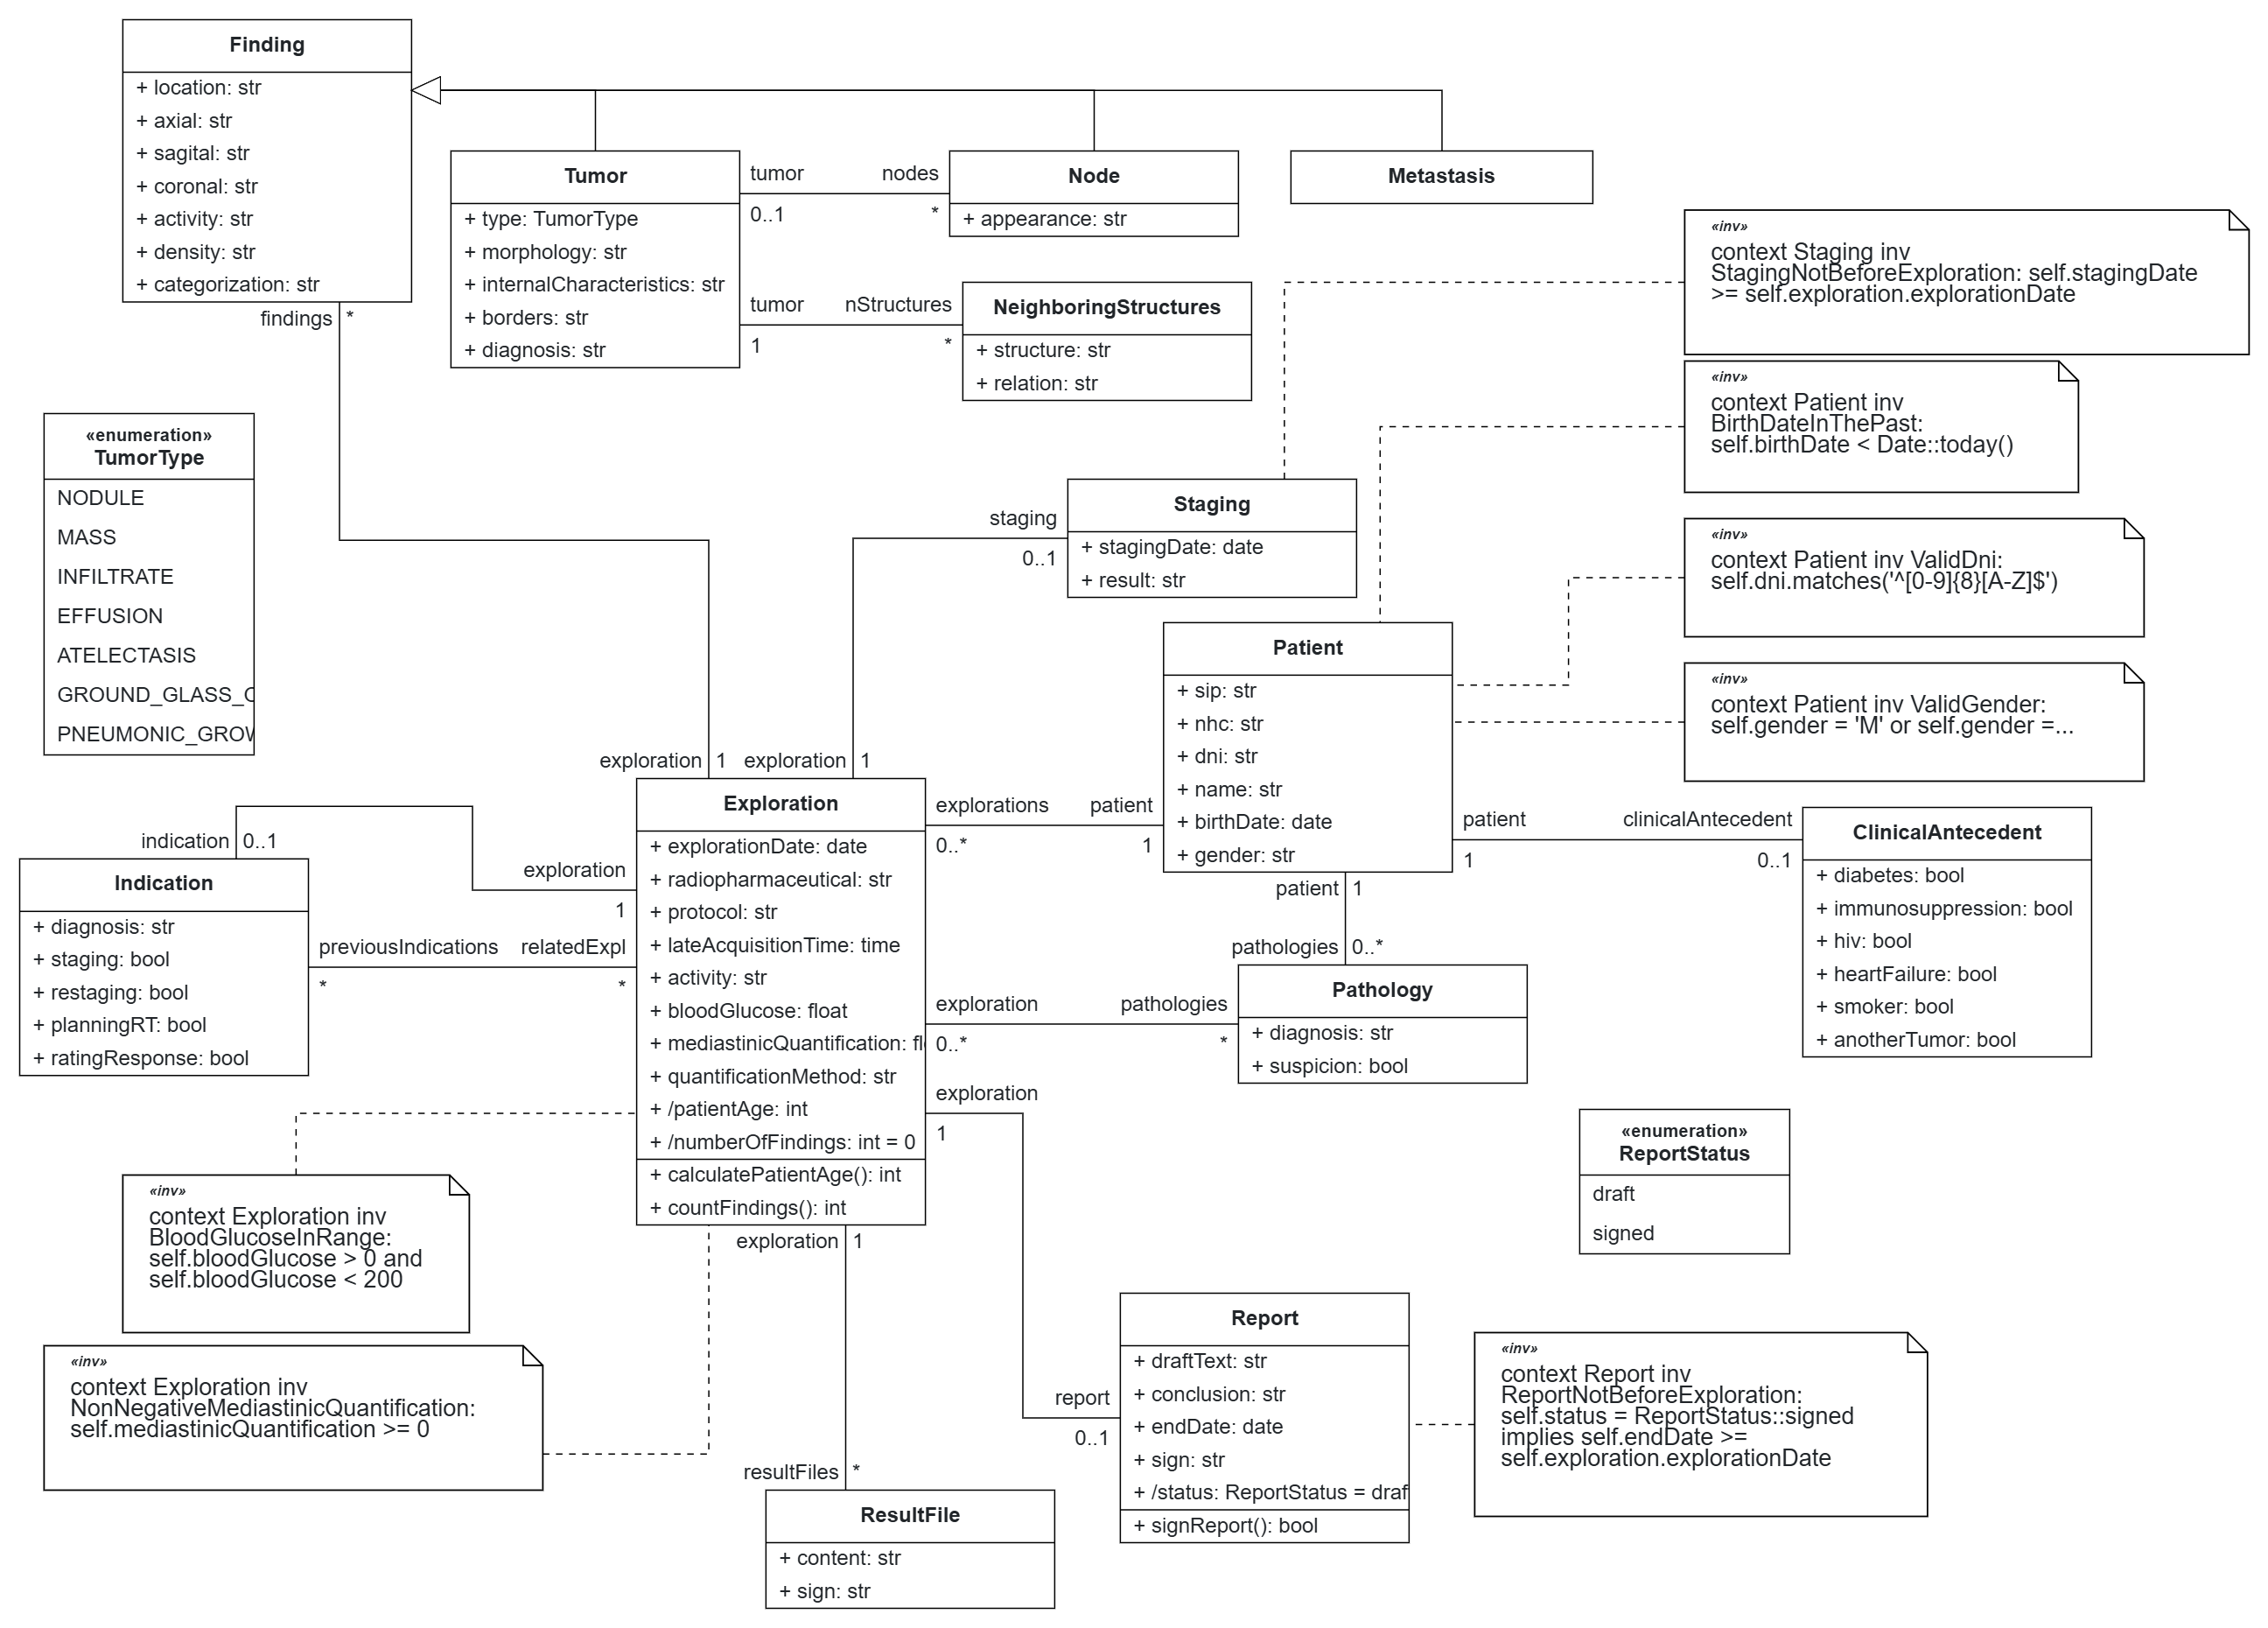 Finding
+ location: str
+ axial: str
+ sagital: str
+ coronal: str
+ activity: str
+ density: str
+ categorization: str
findings
*
Tumor
+ type: TumorType
+ morphology: str
+ internalCharacteristics: str
+ borders: str
+ diagnosis: str
tumor
nodes
0..1
*
Node
+ appearance: str
Metastasis
tumor
nStructures
1
*
NeighboringStructures
+ structure: str
+ relation: str
«inv»
context Staging inv
StagingNotBeforeExploration: self.stagingDate
>= self.exploration.explorationDate
«inv»
context Patient inv
BirthDateInThePast:
self.birthDate < Date::today()
«inv»
context Patient inv ValidDni:
self.dni.matches('^[0-9]{8}[A-Z]$')
«inv»
context Patient inv ValidGender:
self.gender = 'M' or self.gender =...
«enumeration»
TumorType
NODULE
MASS
INFILTRATE
EFFUSION
ATELECTASIS
GROUND_GLASS_
PNEUMONIC_GROW
staging
0..1
Staging
+ stagingDate: date
+ result: str
Patient
+ sip: str
+ nhc: str
+ dni: str
+ name: str
+ birthDate: date
+ gender: str
exploration
1
exploration
1
indication
0..1
exploration
1
Indication
+ diagnosis: str
+ staging: bool
+ restaging: bool
+ planningRT: bool
+ ratingResponse: bool
previousIndications
relatedExpl
*
*
Exploration
+ explorationDate: date
+ radiopharmaceutical: str
+ protocol: str
+ lateAcquisitionTime: time
+ activity: str
+ bloodGlucose: float
+ mediastinicQuantification: fl
+ quantificationMethod: str
+ /patientAge: int
+ /numberOfFindings: int = 0
+ calculatePatientAge(): int
+ countFindings(): int
explorations
patient
0..*
1
patient
clinicalAntecedent
1
0..1
ClinicalAntecedent
+ diabetes: bool
+ immunosuppression: bool
+ hiv: bool
+ heartFailure: bool
+ smoker: bool
+ anotherTumor: bool
patient
1
pathologies
0..*
exploration
pathologies
0..*
*
Pathology
+ diagnosis: str
+ suspicion: bool
exploration
1
«enumeration»
ReportStatus
draft
signed
«inv»
context Exploration inv
BloodGlucoseInRange:
self.bloodGlucose > 0 and
self.bloodGlucose < 200
«inv»
context Exploration inv
NonNegativeMediastinicQuantification:
self.mediastinicQuantification >= 0
exploration
1
resultFiles
*
ResultFile
+ content: str
+ sign: str
report
0..1
Report
+ draftText: str
+ conclusion: str
+ endDate: date
+ sign: str
+ /status: ReportStatus = draf
+ signReport(): bool
«inv»
context Report inv
ReportNotBeforeExploration:
self.status = ReportStatus::signed
implies self.endDate >=
self.exploration.explorationDate